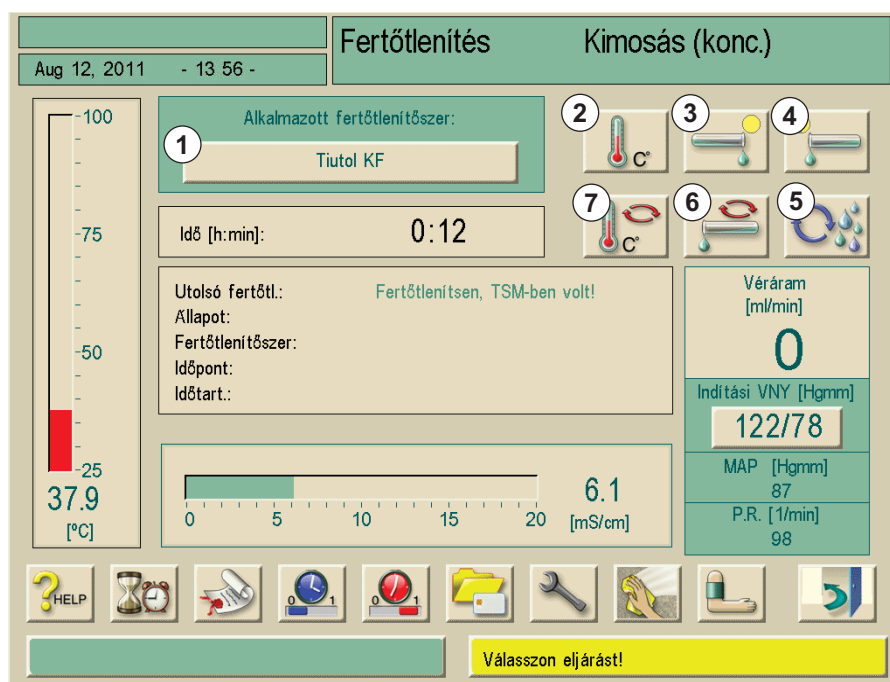 Fertőtlenítés Kimosás (konc.)
Aug 12, 2011 - 13 56 -
100
75
50
25
37.9
[ºC]
Alkalmazott fertőtlenítőszer:
1
Tiutol KF
2
C°
3
4
7
C°
6
5
Idő [h:min]: 0:12
Utolsó fertőtl.: Fertőtlenítsen, TSM-ben volt!
Állapot:
Fertőtlenítőszer:
Időpont:
Időtart.:
Véráram
[ml/min]
0
Indítási VNY [Hgmm]
122/78
MAP [Hgmm]
87
P.R. [1/min]
98
0 5 10 15 20
6.1
[mS/cm]
?HELP
0 1
0 1
Válasszon eljárást!